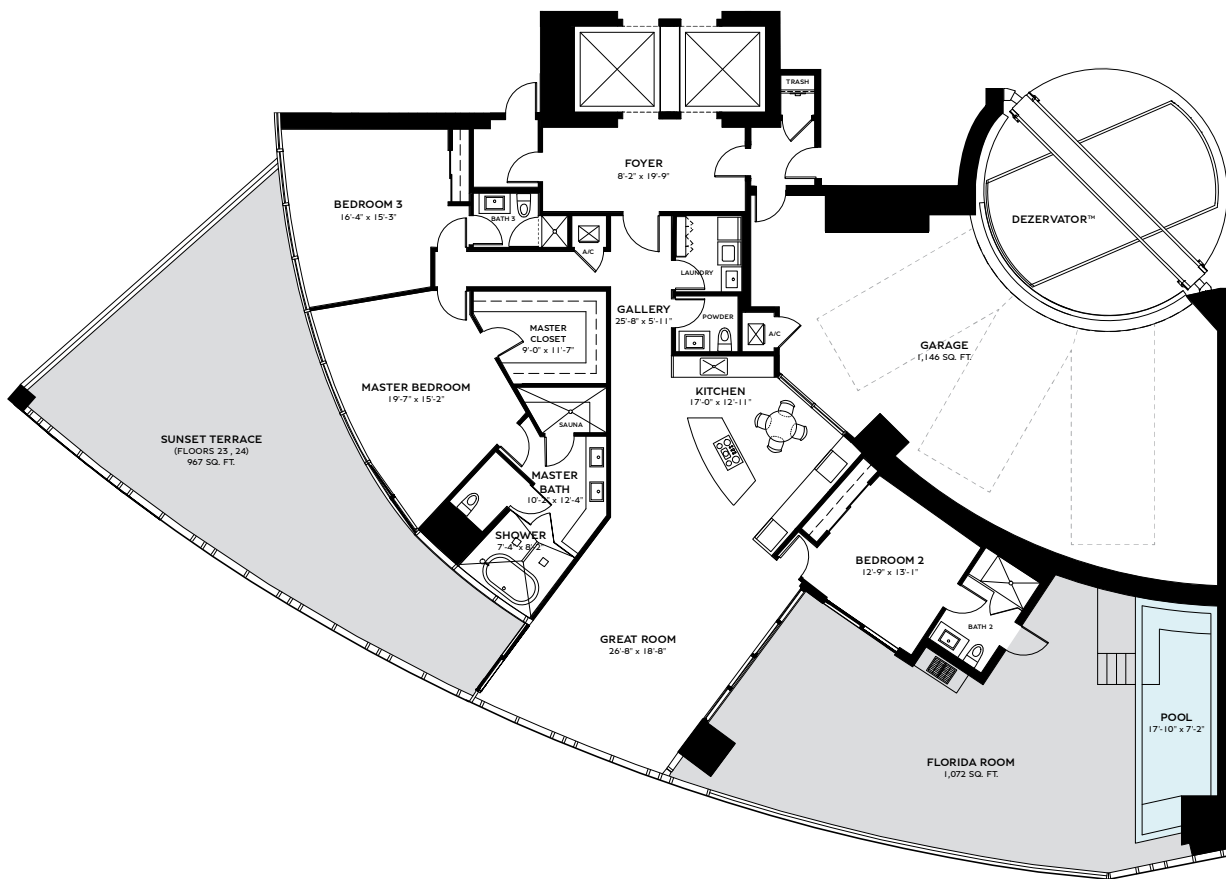 TRASH
FOYER
8'-2" x 19'-9"
BEDROOM 3
16'-4" x 15'-3"
BATH 3
DEZERVATOR™
A/C
LAUNDRY
GALLERY
25'-8" x 5'-11"
POWDER
A/C
MASTER
CLOSET
9'-0" x 11'-7"
GARAGE
1,146 SQ. FT.
MASTER BEDROOM
19'-7" x 15'-2"
KITCHEN
17'-0" x 12'-11"
SAUNA
SUNSET TERRACE
(FLOORS 23 , 24)
967 SQ. FT.
MASTER
BATH
10'-2" x 12'-4"
SHOWER
7'-4" x 8'-2"
BEDROOM 2
12'-9" x 13'-1"
BATH 2
GREAT ROOM
26'-8" x 18'-8"
POOL
17'-10" x 7'-2"
FLORIDA ROOM
1,072 SQ. FT.